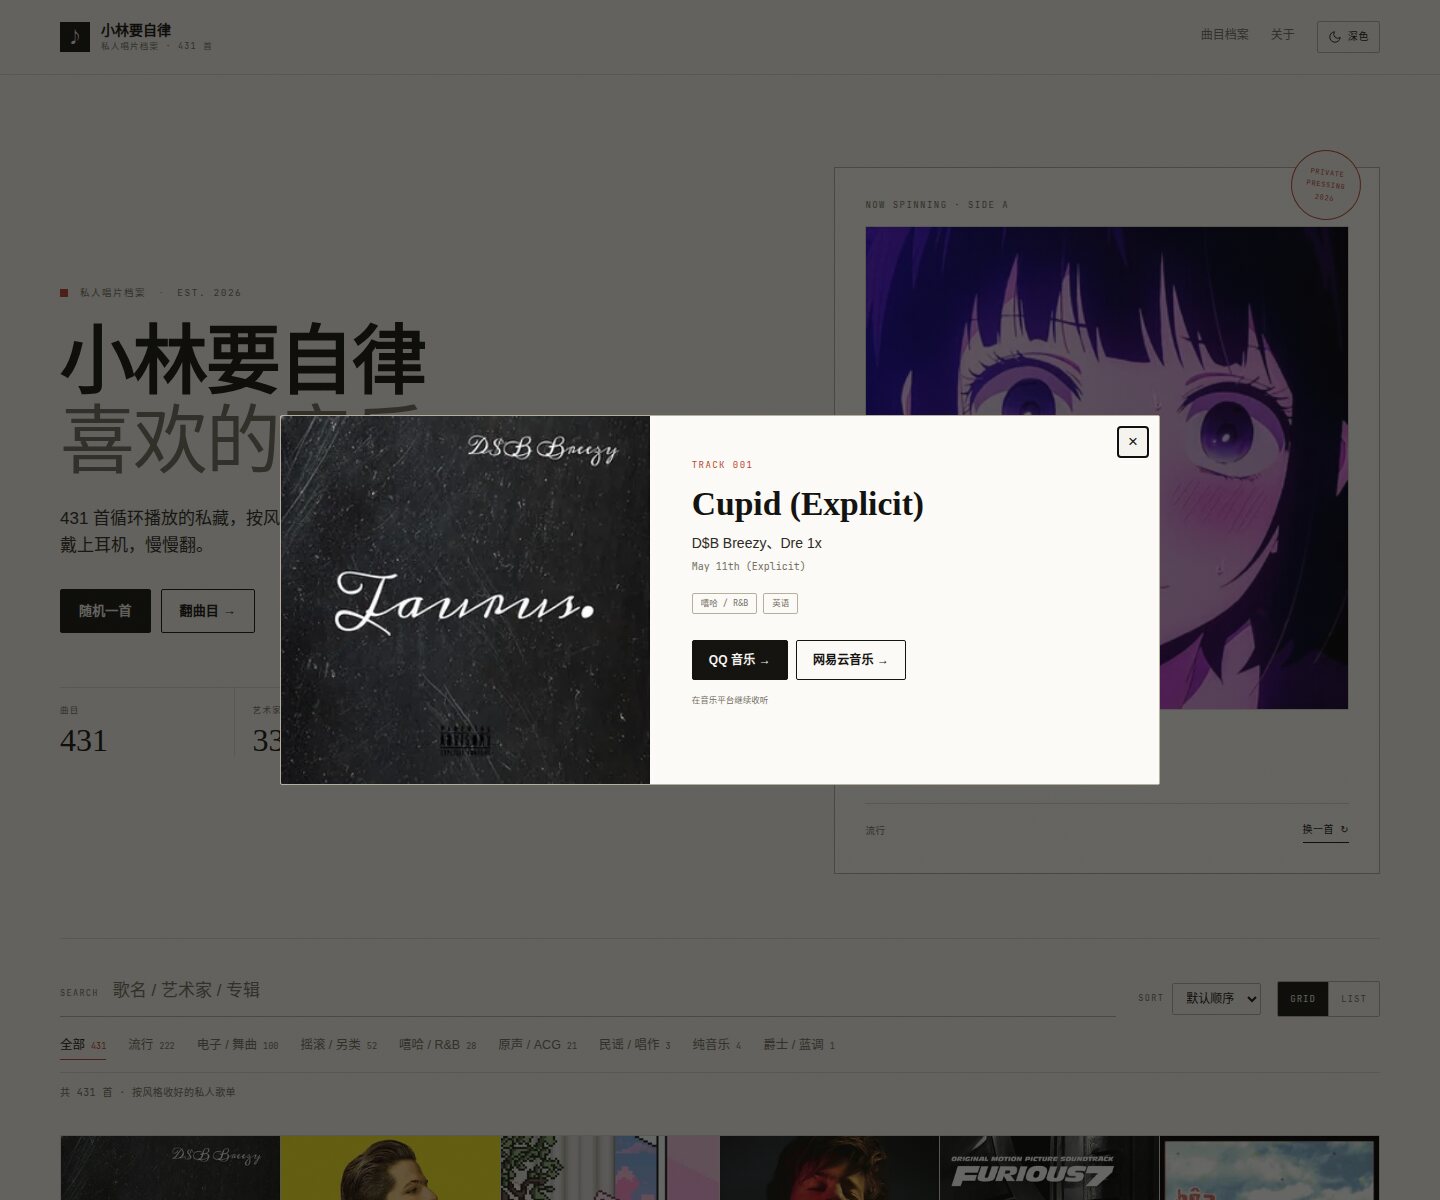 小林要自律
私人唱片档案 · 431 首
曲目档案
关于
深色
私人唱片档案 · EST. 2026
小林要自律
喜欢的
431 首循环播放的私藏，按风
戴上耳机，慢慢翻。
随机一首
翻曲目 →
曲目
431
艺术家
33
NOW SPINNING · SIDE A
PRIVATE
PRESSING
2026
流行
换一首 ↻
D$B Breezy
Taurus.
ADVISORY
×
TRACK 001
Cupid (Explicit)
D$B Breezy、Dre 1x
May 11th (Explicit)
嘻哈 / R&B
英语
QQ 音乐 →
网易云音乐 →
在音乐平台继续收听
SEARCH 歌名 / 艺术家 / 专辑
SORT 默认顺序
GRID LIST
全部 431 流行 222 电子 / 舞曲 100 摇滚 / 另类 52 嘻哈 / R&B 28 原声 / ACG 21 民谣 / 唱作 3 纯音乐 4 爵士 / 蓝调 1
共 431 首 · 按风格收好的私人歌单
D$B Breezy
ORIGINAL MOTION PICTURE SOUNDTRACK
FURIOUS 7